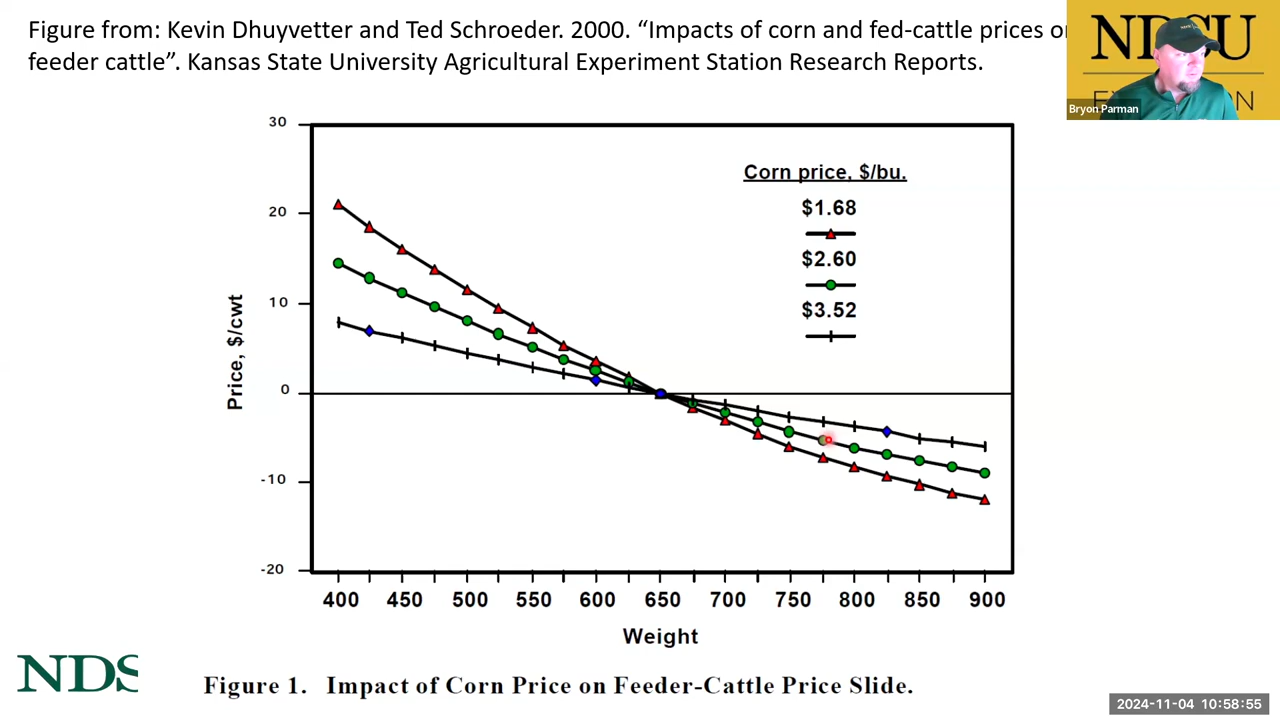 Figure from: Kevin Dhuyvetter and Ted Schroeder. 2000. “Impacts of corn and fed-cattle prices on
feeder cattle”. Kansas State University Agricultural Experiment Station Research Reports.
NDSU
Bryon Parman
30
20
10
0
-10
-20
Price, $/cwt
Corn price, $/bu.
$1.68
$2.60
$3.52
400 450 500 550 600 650 700 750 800 850 900
Weight
NDS
Figure 1. Impact of Corn Price on Feeder-Cattle Price Slide.
2024-11-04 10:58:55